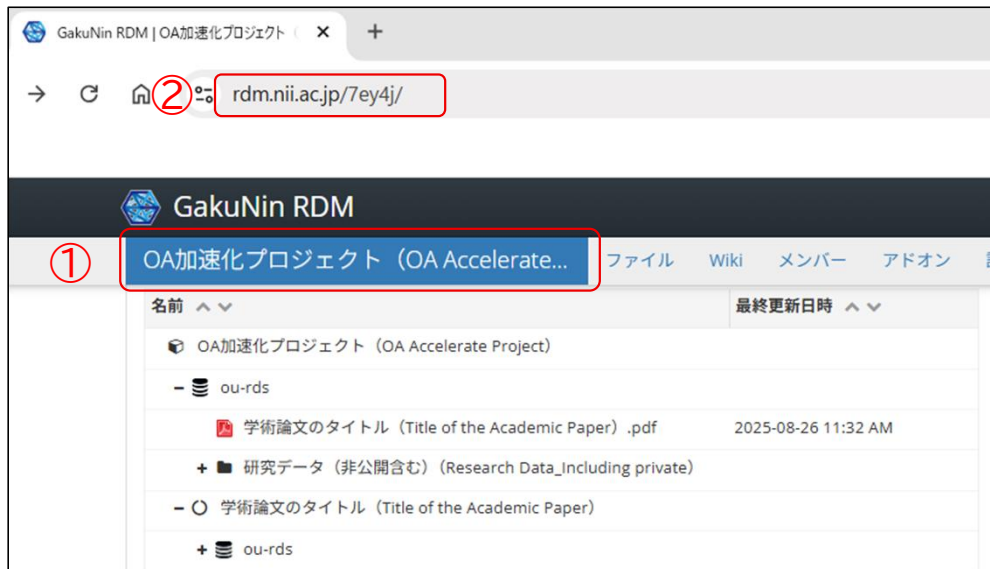 GakuNin RDM | OA加速化プロジェクト（
② rdm.nii.ac.jp/7ey4j/
GakuNin RDM
① OA加速化プロジェクト（OA Accelerate... ファイル Wiki メンバー アドオン
名前 最終更新日時
OA加速化プロジェクト（OA Accelerate Project）
ou-rds
学術論文のタイトル（Title of the Academic Paper）.pdf 2025-08-26 11:32 AM
研究データ（非公開含む）（Research Data_Including private）
学術論文のタイトル（Title of the Academic Paper）
ou-rds